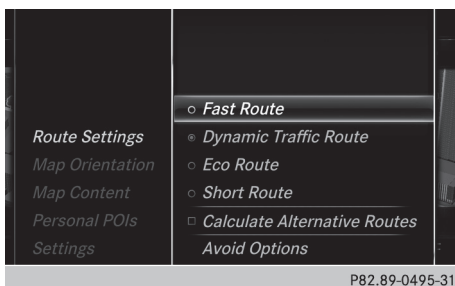 Fast Route
Route Settings
Dynamic Traffic Route
Map Orientation
Eco Route
Map Content
Short Route
Personal POIs
Calculate Alternative Routes
Settings
Avoid Options
P82.89-0495-31